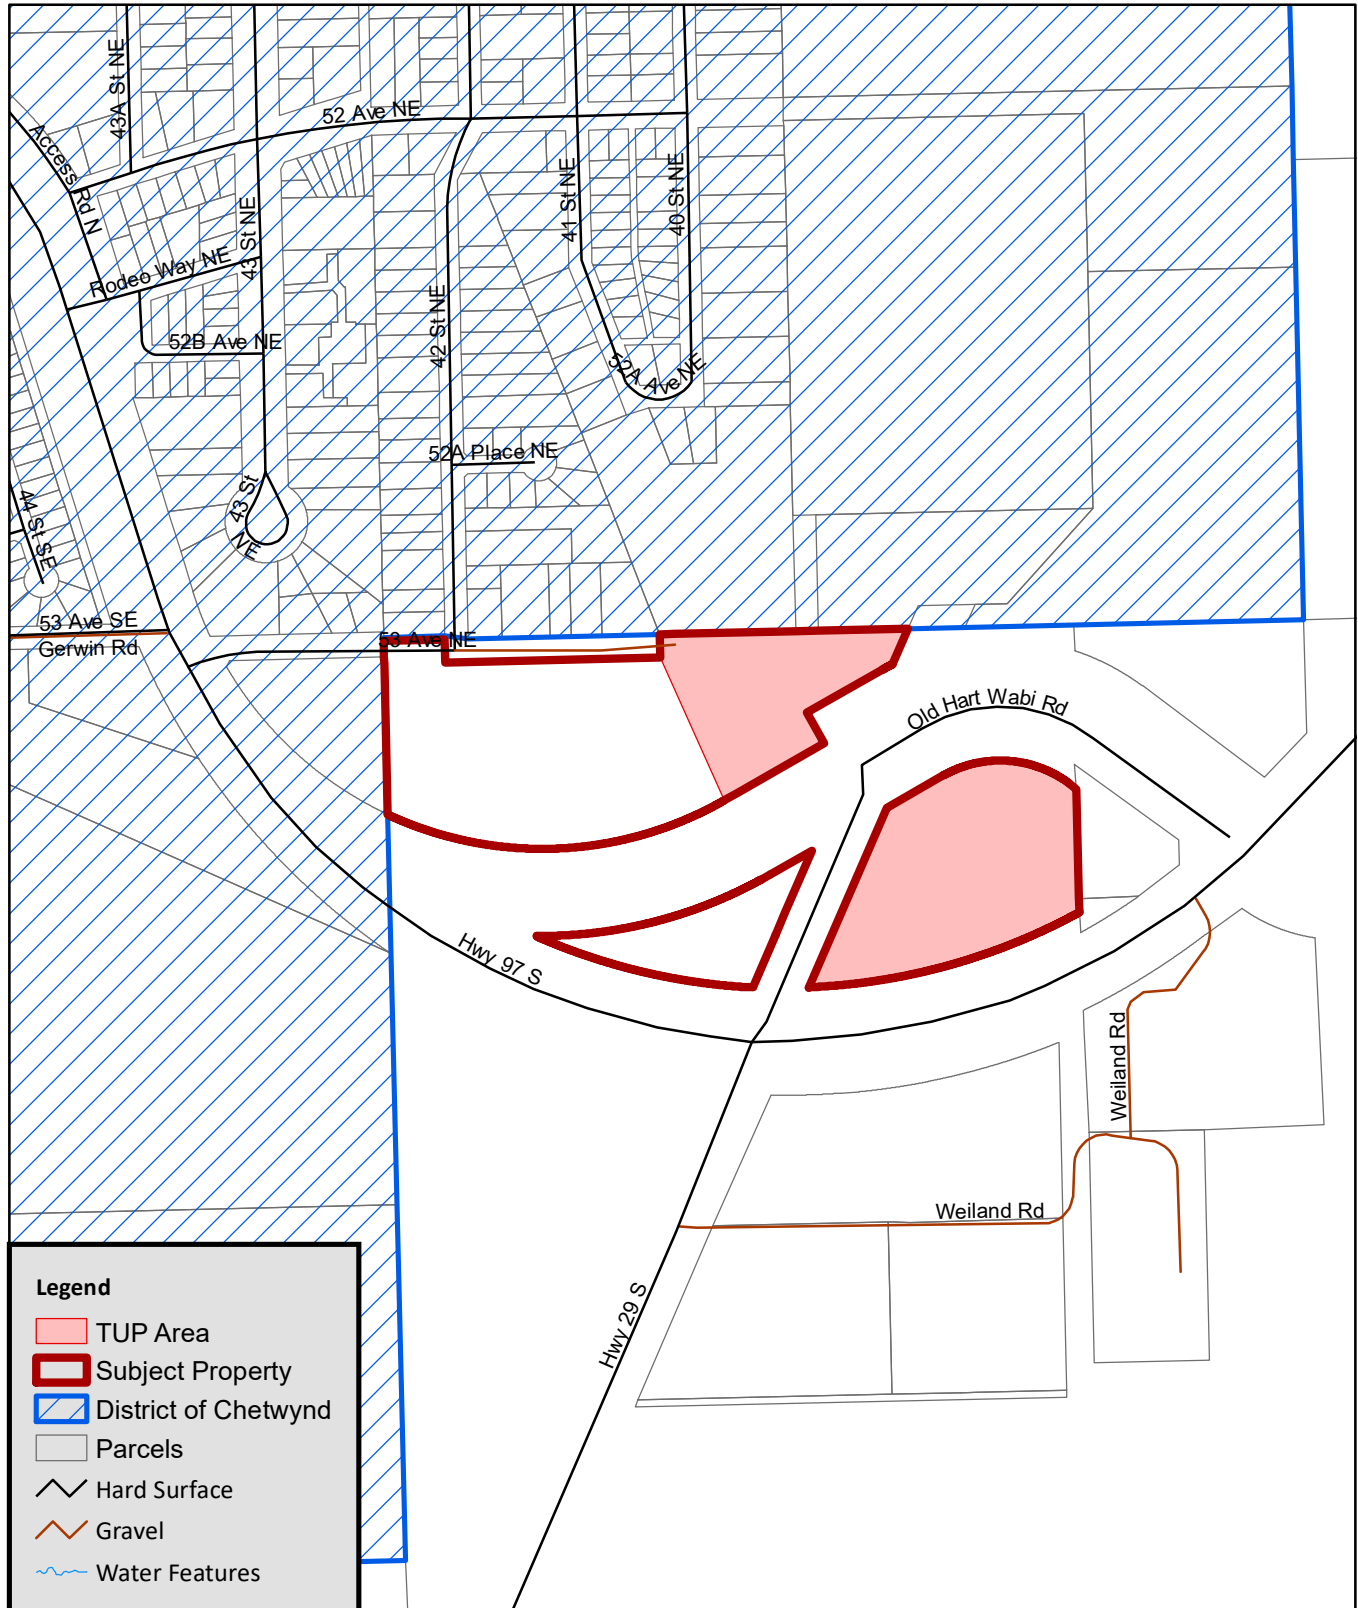 43A St NE
52 Ave NE
Access Rd N
41 St NE
40 St NE
43 St NE
Rodeo Way NE
42 St NE
52B Ave NE
52A Ave NE
52A Place NE
43 St
NE
44 St SE
53 Ave SE
Gerwin Rd
53 Ave NE
Old Hart Wabi Rd
Hwy 97 S
Weiland Rd
Weiland Rd
Hwy 29 S
Legend
TUP Area
Subject Property
District of Chetwynd
Parcels
Hard Surface
Gravel
Water Features